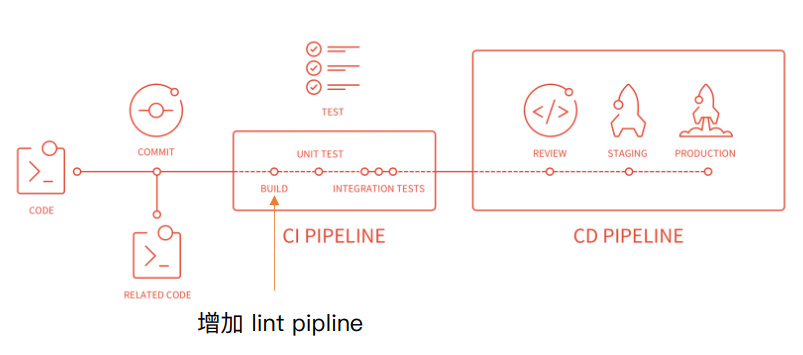 TEST
COMMIT
REVIEW
STAGING
PRODUCTION
UNIT TEST
BUILD
INTEGRATION TESTS
CODE
CI PIPELINE
CD PIPELINE
RELATED CODE
增加 lint pipline